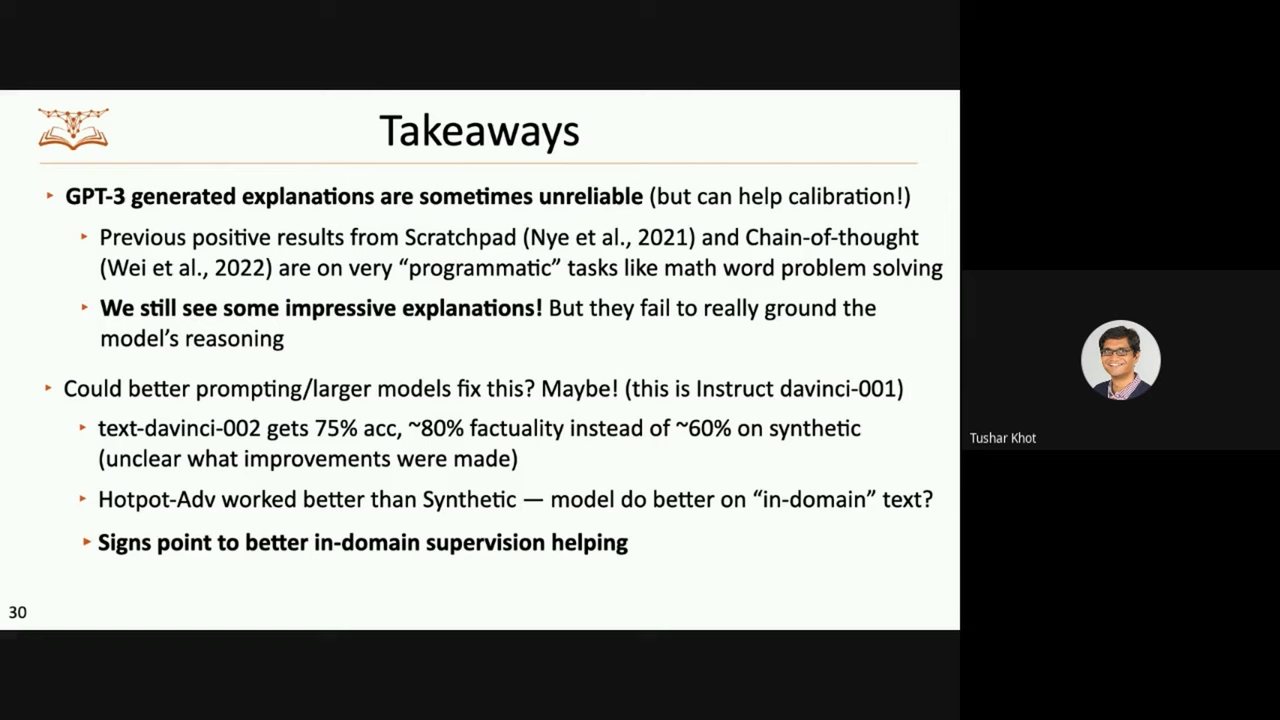 Takeaways
‣ GPT-3 generated explanations are sometimes unreliable (but can help calibration!)
‣ Previous positive results from Scratchpad (Nye et al., 2021) and Chain-of-thought
(Wei et al., 2022) are on very “programmatic” tasks like math word problem solving
‣ We still see some impressive explanations! But they fail to really ground the
model’s reasoning
‣ Could better prompting/larger models fix this? Maybe! (this is Instruct davinci-001)
‣ text-davinci-002 gets 75% acc, ~80% factuality instead of ~60% on synthetic
(unclear what improvements were made)
‣ Hotpot-Adv worked better than Synthetic — model do better on “in-domain” text?
‣ Signs point to better in-domain supervision helping
30
Tushar Khot